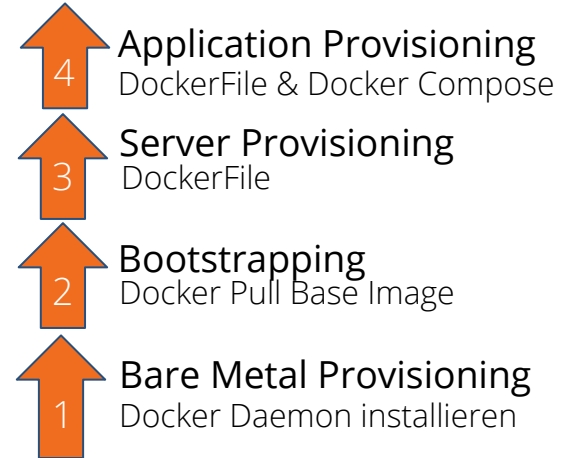 4
Application Provisioning
DockerFile & Docker Compose
3
Server Provisioning
DockerFile
2
Bootstrapping
Docker Pull Base Image
1
Bare Metal Provisioning
Docker Daemon installieren